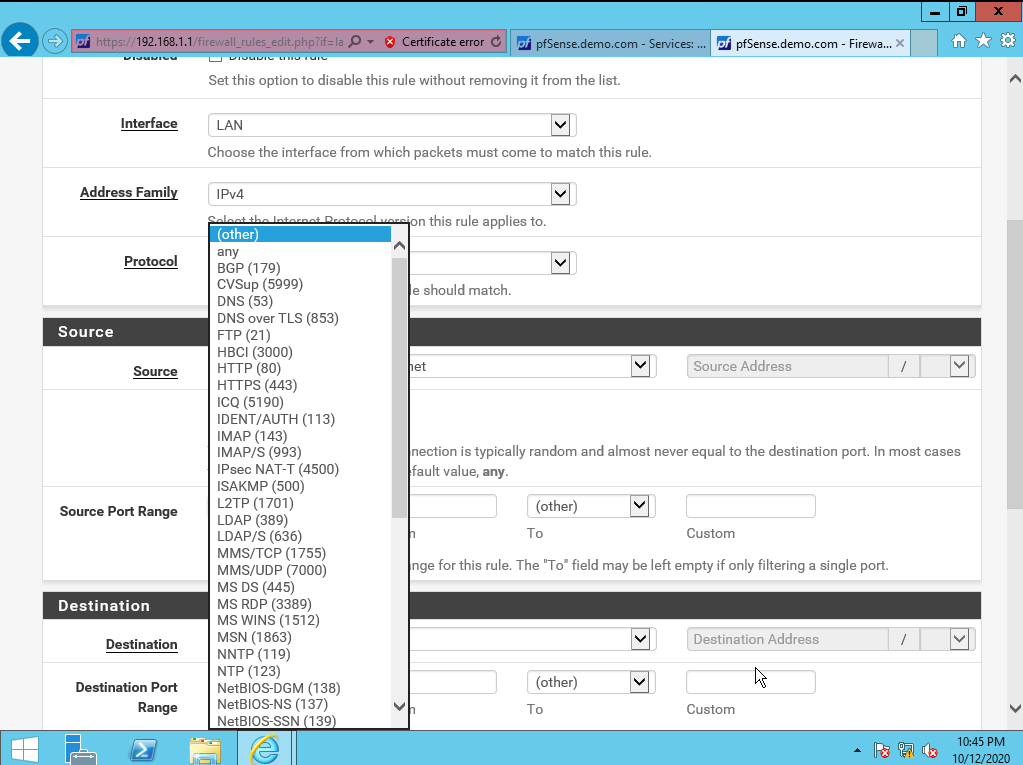 https://192.168.1.1/firewall_rules_edit.php?if=la
Certificate error
pfSense.demo.com - Services: ...
pfSense.demo.com - Firewa...
Disabled
Disable this rule
Set this option to disable this rule without removing it from the list.
Interface
LAN
Choose the interface from which packets must come to match this rule.
Address Family
IPv4
Select the Internet Protocol version this rule applies to.
Protocol
le should match.
(other)
any
BGP (179)
CVSup (5999)
DNS (53)
DNS over TLS (853)
FTP (21)
HBCI (3000)
HTTP (80)
HTTPS (443)
ICQ (5190)
IDENT/AUTH (113)
IMAP (143)
IMAP/S (993)
IPsec NAT-T (4500)
ISAKMP (500)
L2TP (1701)
LDAP (389)
LDAP/S (636)
MMS/TCP (1755)
MMS/UDP (7000)
MS DS (445)
MS RDP (3389)
MS WINS (1512)
MSN (1863)
NNTP (119)
NTP (123)
NetBIOS-DGM (138)
NetBIOS-NS (137)
NetBIOS-SSN (139)
Source
Source
net
Source Address
/
nection is typically random and almost never equal to the destination port. In most cases
efault value, any.
Source Port Range
(other)
To
Custom
nge for this rule. The "To" field may be left empty if only filtering a single port.
Destination
Destination
Destination Address
/
Destination Port
Range
(other)
To
Custom
10:45 PM
10/12/2020